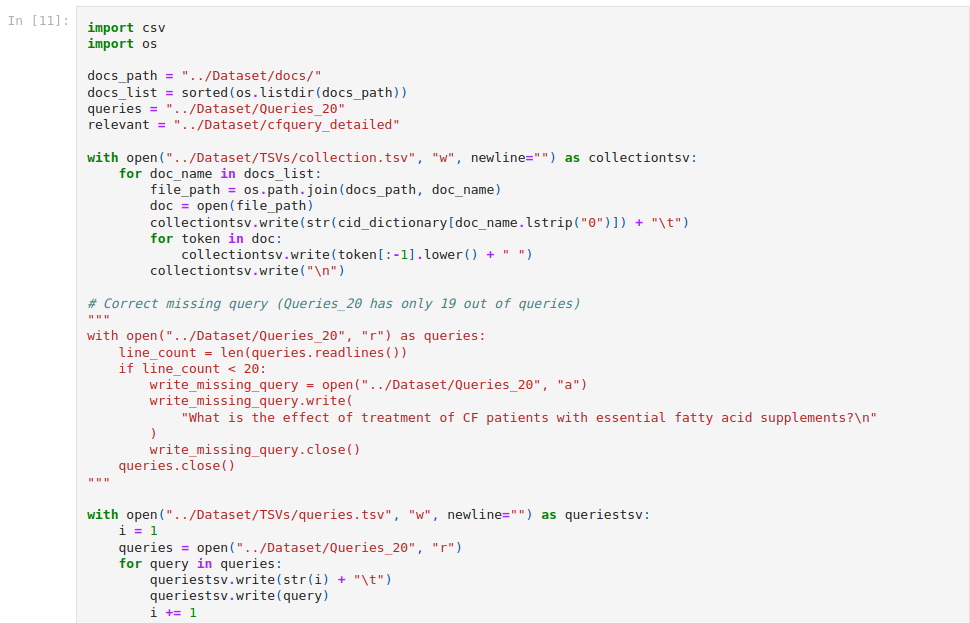 In [11]:
import csv
import os

docs_path = "../Dataset/docs/"
docs_list = sorted(os.listdir(docs_path))
queries = "../Dataset/Queries_20"
relevant = "../Dataset/cfquery_detailed"

with open("../Dataset/TSVs/collection.tsv", "w", newline="") as collectiontsv:
    for doc_name in docs_list:
        file_path = os.path.join(docs_path, doc_name)
        doc = open(file_path)
        collectiontsv.write(str(cid_dictionary[doc_name.lstrip("0")]) + "\t")
        for token in doc:
            collectiontsv.write(token[:-1].lower() + " ")
        collectiontsv.write("\n")

# Correct missing query (Queries_20 has only 19 out of queries)
"""
with open("../Dataset/Queries_20", "r") as queries:
    line_count = len(queries.readlines())
    if line_count < 20:
        write_missing_query = open("../Dataset/Queries_20", "a")
        write_missing_query.write(
            "What is the effect of treatment of CF patients with essential fatty acid supplements?\n"
        )
        write_missing_query.close()
    queries.close()
"""

with open("../Dataset/TSVs/queries.tsv", "w", newline="") as queriestsv:
    i = 1
    queries = open("../Dataset/Queries_20", "r")
    for query in queries:
        queriestsv.write(str(i) + "\t")
        queriestsv.write(query)
        i += 1